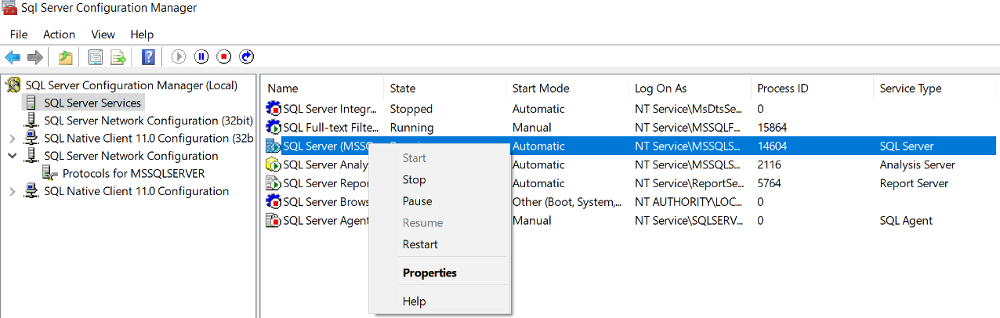 Sql Server Configuration Manager
File Action View Help
SQL Server Configuration Manager (Local)
SQL Server Services
SQL Server Network Configuration (32bit)
SQL Native Client 11.0 Configuration (32b
SQL Server Network Configuration
Protocols for MSSQLSERVER
SQL Native Client 11.0 Configuration
Name State Start Mode Log On As Process ID Service Type
SQL Server Integr... Stopped Automatic NT Service\MsDtsSe... 0
SQL Full-text Filte... Running Manual NT Service\MSSQLF... 15864
SQL Server (MSSQ Automatic NT Service\MSSQLS... 14604 SQL Server
SQL Server Analy Automatic NT Service\MSSQLS... 2116 Analysis Server
SQL Server Repor Automatic NT Service\ReportSe... 5764 Report Server
SQL Server Brows Other (Boot, System,... NT AUTHORITY\LOC... 0
SQL Server Agent Manual NT Service\SQLSERV... 0 SQL Agent
Start
Stop
Pause
Resume
Restart
Properties
Help